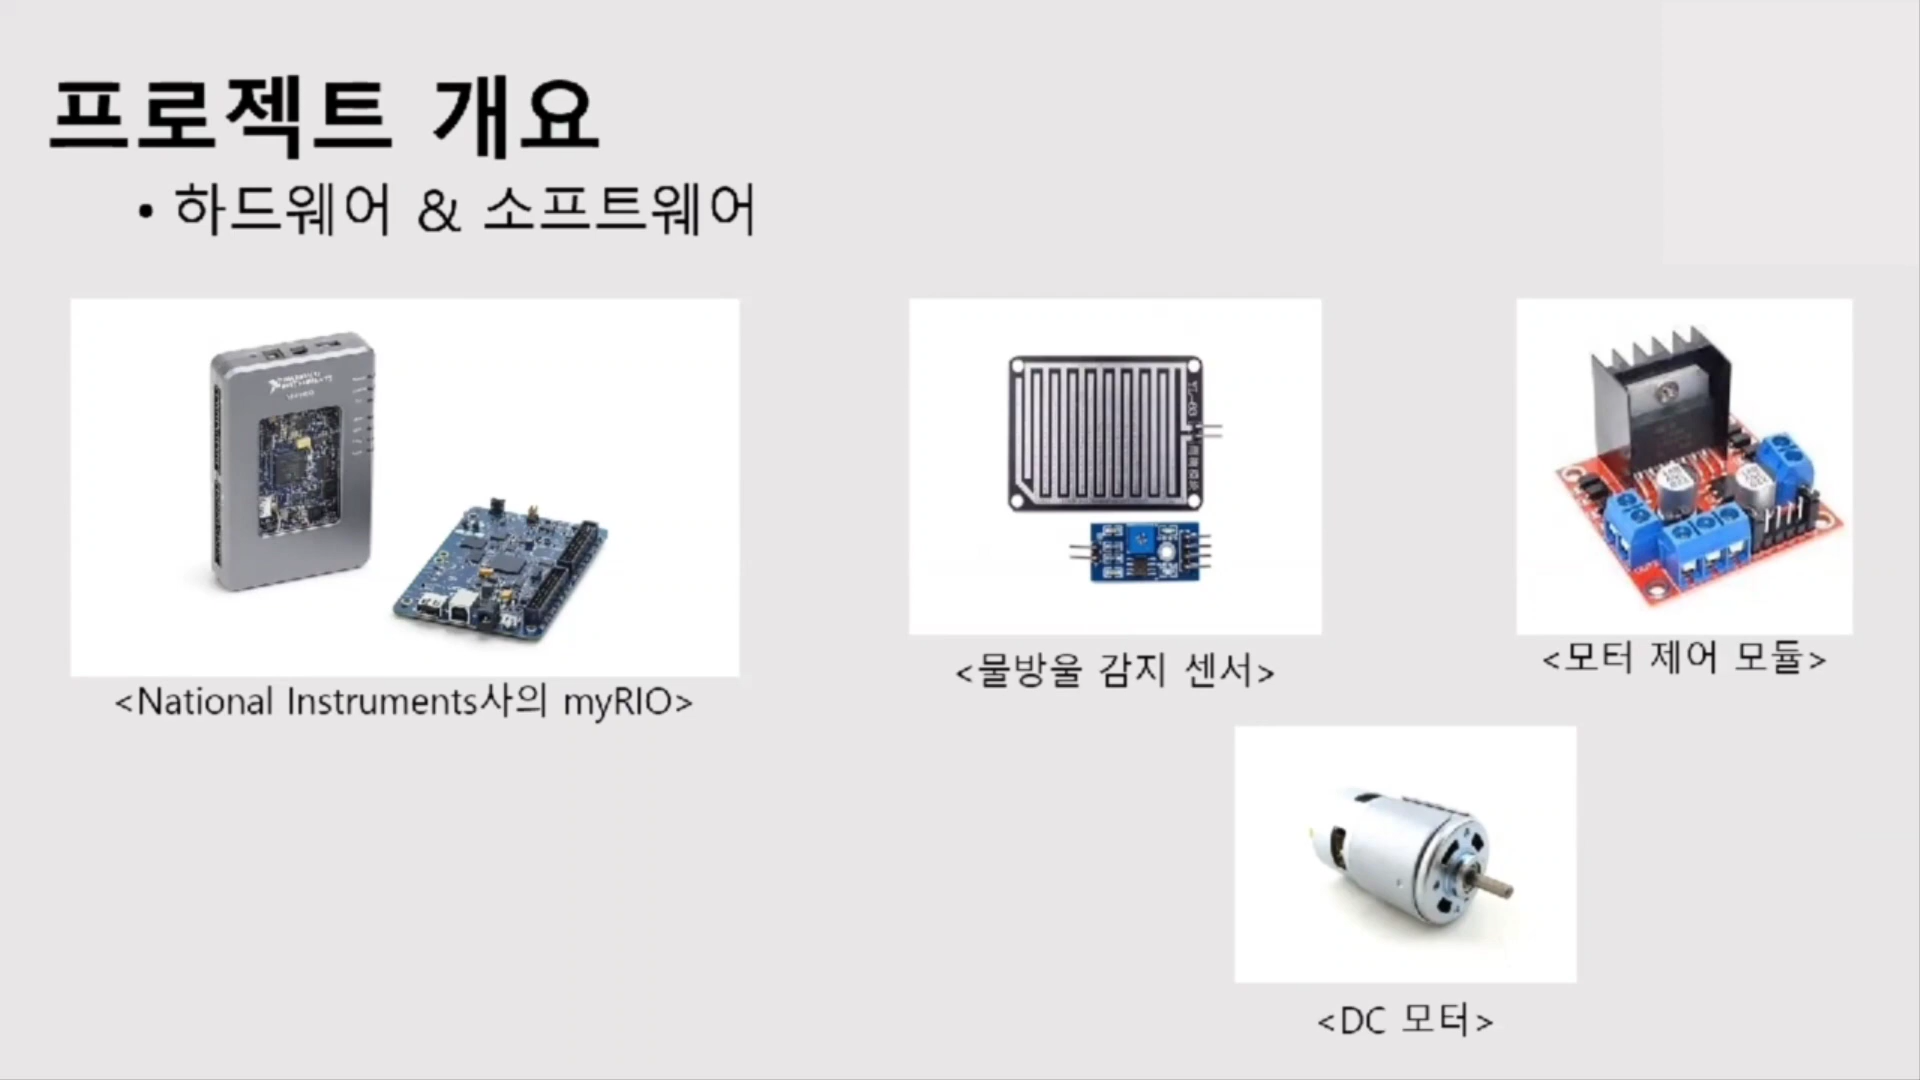 프로젝트 개요
• 하드웨어 & 소프트웨어
<National Instruments사의 myRIO>
<물방울 감지 센서>
<모터 제어 모듈>
<DC 모터>